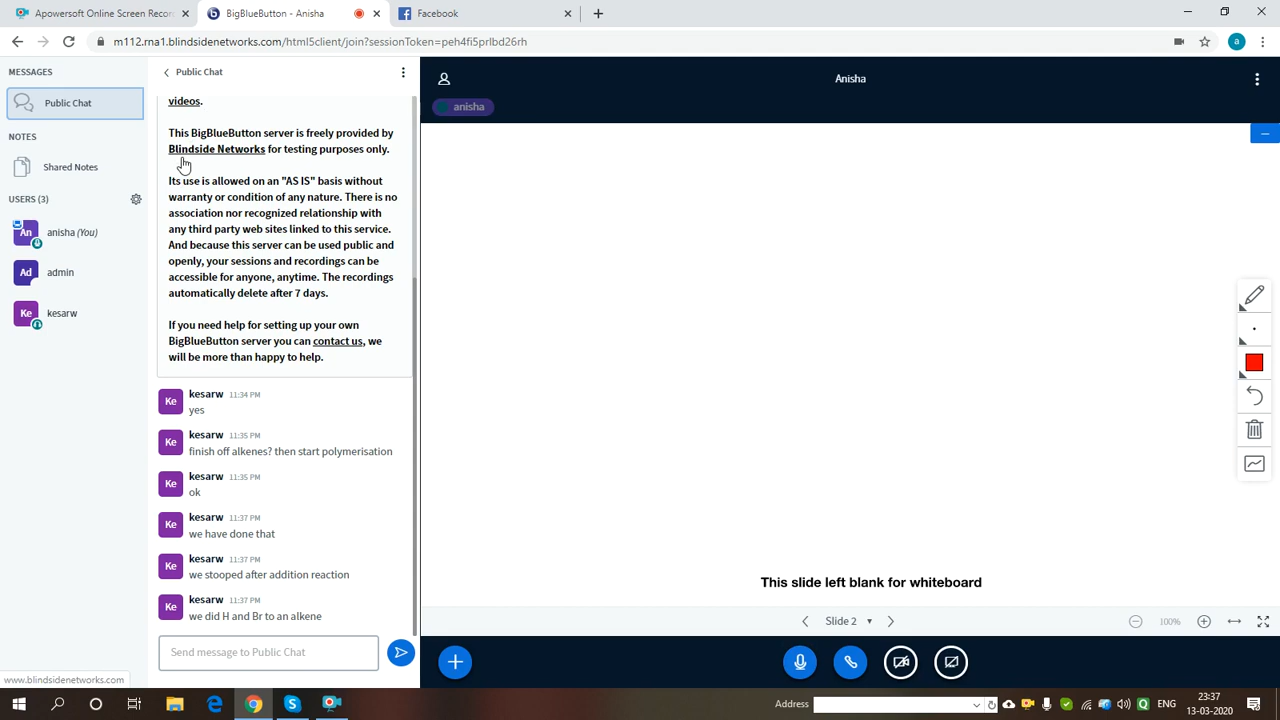 Apowersoft Online Screen Recor
BigBlueButton - Anisha
Facebook
m112.rna1.blindsidenetworks.com/html5client/join?sessionToken=peh4fi5prlbd26rh
a
MESSAGES
Public Chat
NOTES
Shared Notes
USERS (3)
An
anisha (You)
Ad
admin
Ke
kesarw
www.blindsidenetworks.com
Public Chat
videos.
This BigBlueButton server is freely provided by
Blindside Networks for testing purposes only.
Its use is allowed on an "AS IS" basis without
warranty or condition of any nature. There is no
association nor recognized relationship with
any third party web sites linked to this service.
And because this server can be used public and
openly, your sessions and recordings can be
accessible for anyone, anytime. The recordings
automatically delete after 7 days.
If you need help for setting up your own
BigBlueButton server you can contact us, we
will be more than happy to help.
Ke
kesarw 11:34 PM
yes
Ke
kesarw 11:35 PM
finish off alkenes? then start polymerisation
Ke
kesarw 11:35 PM
ok
Ke
kesarw 11:37 PM
we have done that
Ke
kesarw 11:37 PM
we stooped after addition reaction
Ke
kesarw 11:37 PM
we did H and Br to an alkene
Send message to Public Chat
Anisha
anisha
This slide left blank for whiteboard
Slide 2
100%
Address
ENG
23:37
13-03-2020